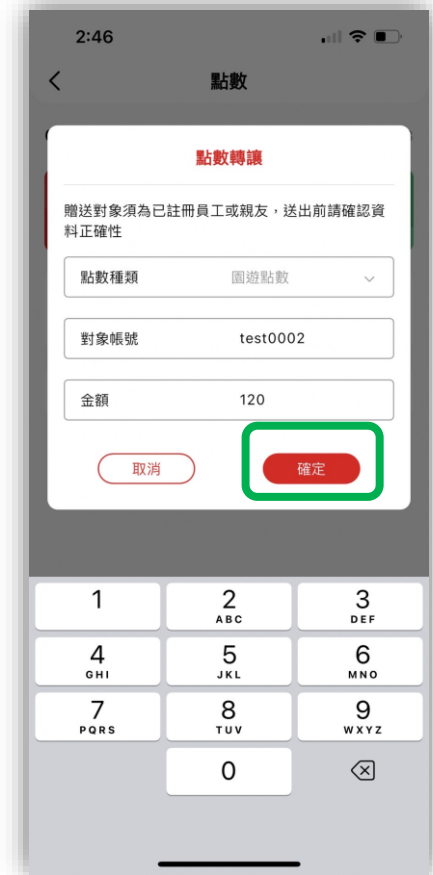 2:46
點數
點數轉讓
贈送對象須為已註冊員工或親友，送出前請確認資
料正確性
點數種類 園遊點數
對象帳號 test0002
金額 120
取消 確定
1 2 3
ABC DEF
4 5 6
GHI JKL MNO
7 8 9
PQRS TUV WXYZ
0